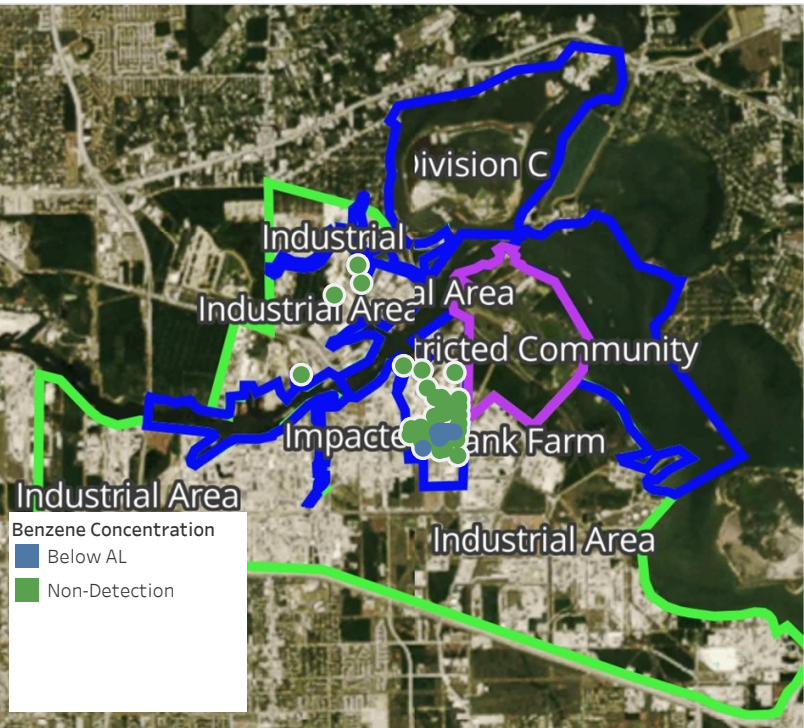 Division C
Industrial
al Area
Industrial Area
tricted Community
Impacte
ank Farm
Industrial Area
Industrial Area
Benzene Concentration
Below AL
Non-Detection